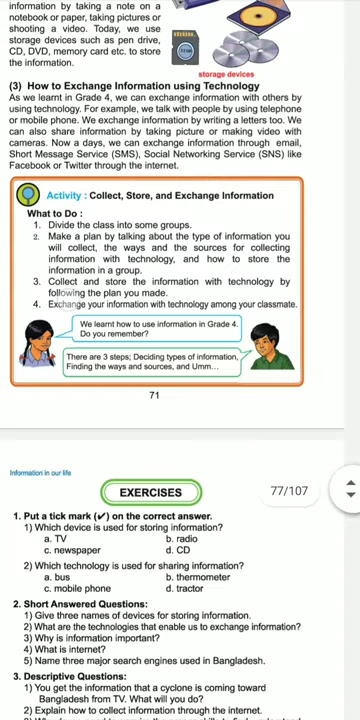 information by taking a note on a
notebook or paper, taking pictures or
shooting a video. Today, we use
storage devices such as pen drive,
CD, DVD, memory card etc. to store
the information.
storage devices
(3) How to Exchange Information using Technology
As we learnt in Grade 4, we can exchange information with others by
using technology. For example, we talk with people by using telephone
or mobile phone. We exchange information by writing a letters too. We
can also share information by taking picture or making video with
cameras. Now a days, we can exchange information through email,
Short Message Service (SMS), Social Networking Service (SNS) like
Facebook or Twitter through the internet.
Activity : Collect, Store, and Exchange Information
What to Do :
1. Divide the class into some groups.
2. Make a plan by talking about the type of information you
will collect, the ways and the sources for collecting
information with technology, and how to store the
information in a group.
3. Collect and store the information with technology by
following the plan you made.
4. Exchange your information with technology among your classmate.
We learnt how to use information in Grade 4.
Do you remember?
There are 3 steps; Deciding types of information,
Finding the ways and sources, and Umm...
71
Information in our life
EXERCISES
77/107
1. Put a tick mark (✔) on the correct answer.
1) Which device is used for storing information?
a. TV b. radio
c. newspaper d. CD
2) Which technology is used for sharing information?
a. bus b. thermometer
c. mobile phone d. tractor
2. Short Answered Questions:
1) Give three names of devices for storing information.
2) What are the technologies that enable us to exchange information?
3) Why is information important?
4) What is internet?
5) Name three major search engines used in Bangladesh.
3. Descriptive Questions:
1) You get the information that a cyclone is coming toward
Bangladesh from TV. What will you do?
2) Explain how to collect information through the internet.